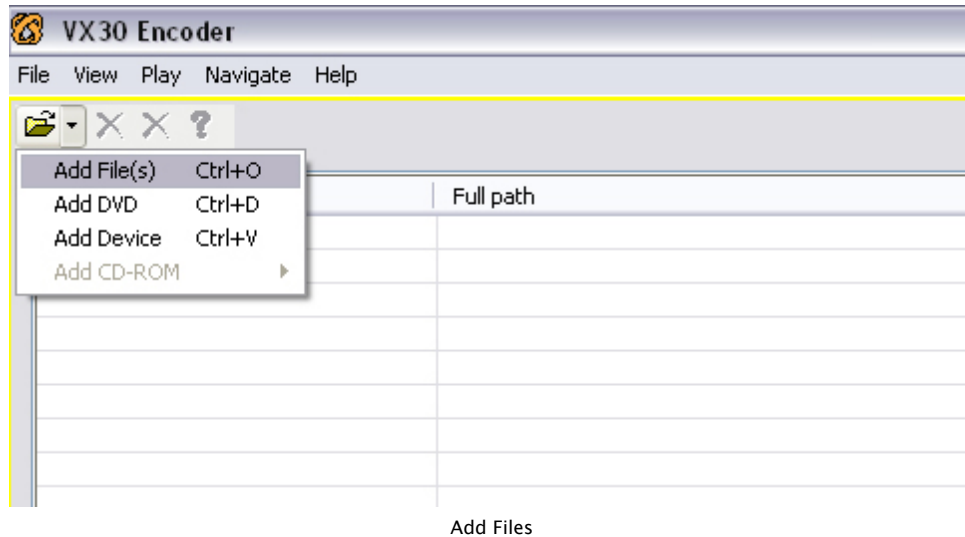 VX30 Encoder
File View Play Navigate Help
?
Add File(s) Ctrl+O
Add DVD Ctrl+D
Add Device Ctrl+V
Add CD-ROM
Full path
Add Files